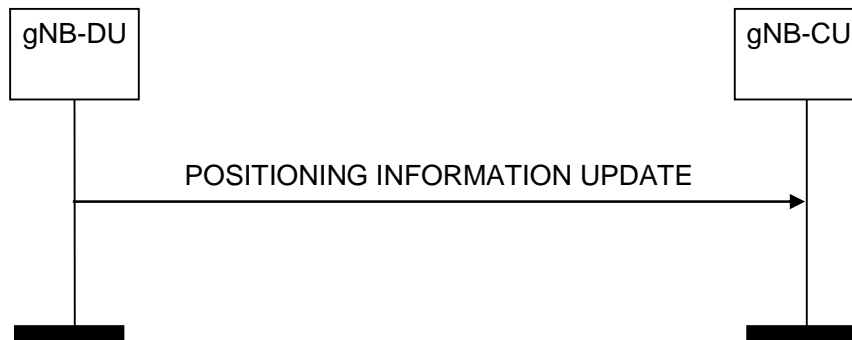 gNB-DU
gNB-CU
POSITIONING INFORMATION UPDATE